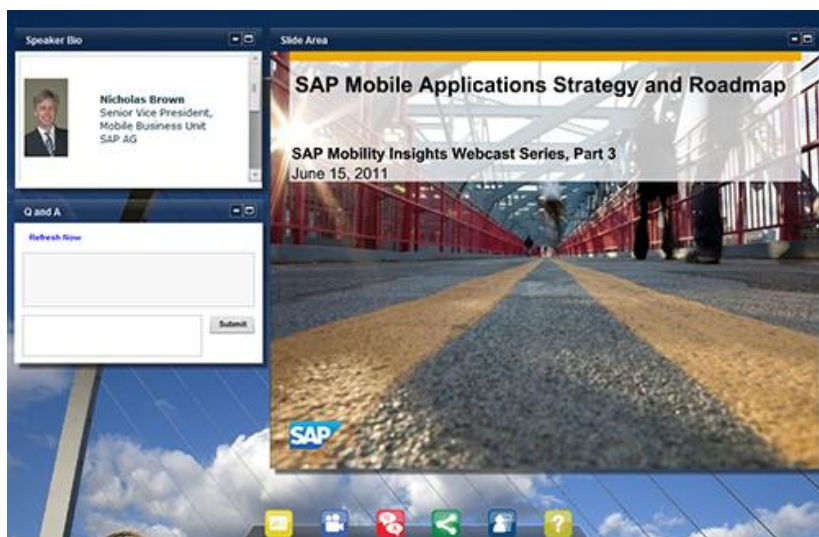 Speaker Bio
Nicholas Brown
Senior Vice President,
Mobile Business Unit
SAP AG
Q and A
Refresh Now
Submit
Slide Area
SAP Mobile Applications Strategy and Roadmap
SAP Mobility Insights Webcast Series, Part 3
June 15, 2011
SAP
?